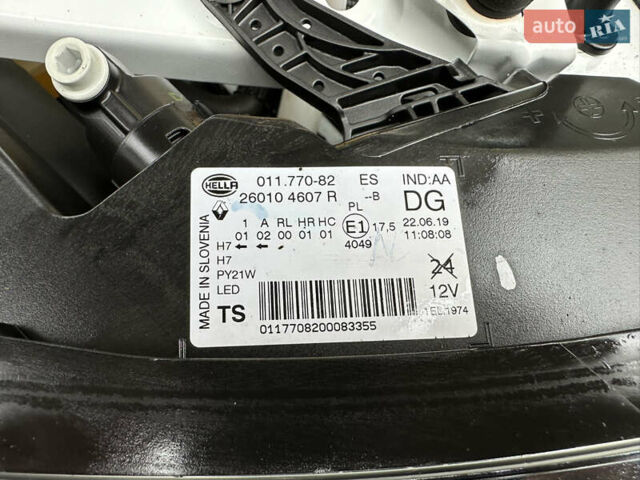 auto RIA.com
HELLA 011.770-82 ES IND:AA
260104607 R --B DG
PL
1 A RL HR HC E1 17,5 22.06.19
01 02 00 01 01 4049 11:08:08
H7
H7
PY21W 24
LED 12V
MADE IN SLOVENIA
TS
0117708200083355